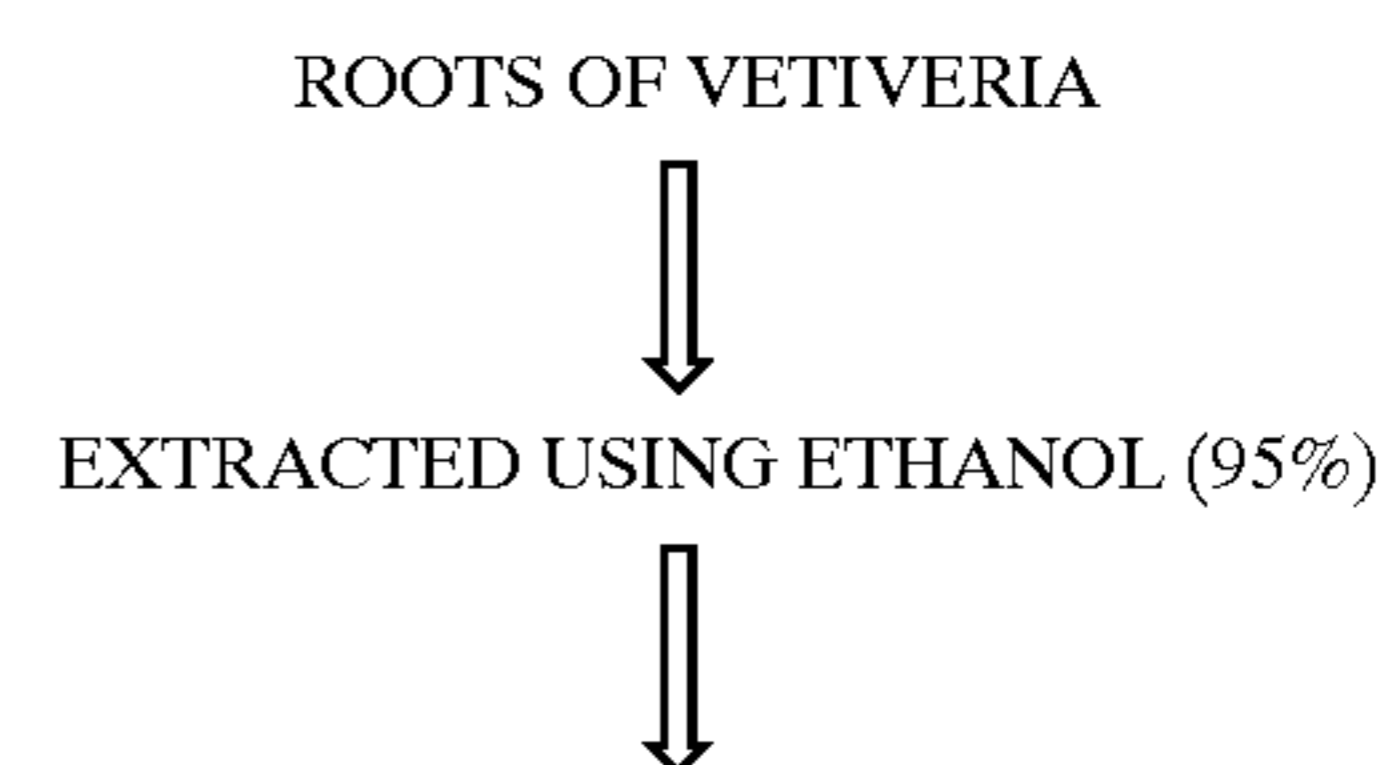 ROOTS OF VETIVERIA
EXTRACTED USING ETHANOL (95%)